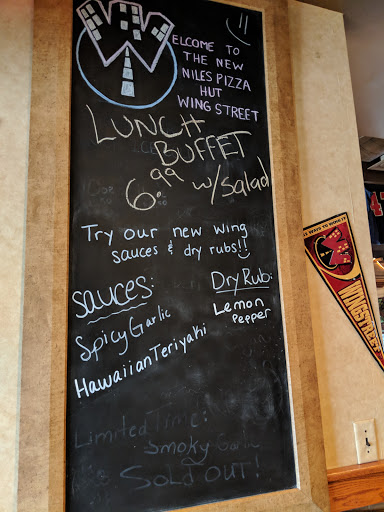 WELCOME TO
THE NEW
NILES PIZZA
HUT
WING STREET
LUNCH
BUFFET
6.99 w/Salad
Try our new wing
sauces & dry rubs!!
Sauces:
Spicy Garlic
Hawaiian Teriyaki
Dry Rub:
Lemon
Pepper
Limited Time:
Smoky Garlic
Sold OUT!
WINGSTREET